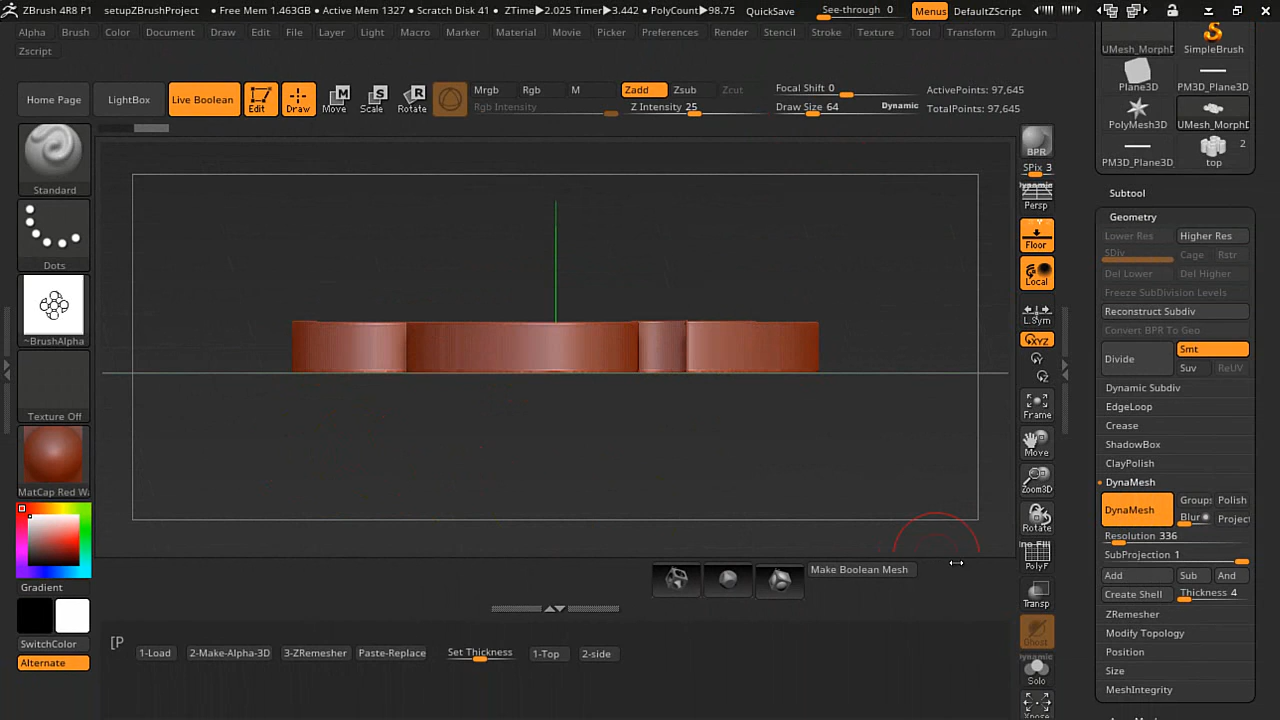 ZBrush 4R8 P1 setupZBrushProject • Free Mem 1.463GB • Active Mem 1327 • Scratch Disk 41 • ZTime▶2.025 Timer▶3.442 • PolyCount▶98.75 QuickSave See-through 0 Menus DefaultZScript
Alpha Brush Color Document Draw Edit File Layer Light Macro Marker Material Movie Picker Preferences Render Stencil Stroke Texture Tool Transform Zplugin
Zscript
Home Page LightBox Live Boolean Edit Draw Move Scale Rotate
Mrgb Rgb M Zadd Zsub Zcut Focal Shift 0 ActivePoints: 97,645
Rgb Intensity Z Intensity 25 Draw Size 64 Dynamic TotalPoints: 97,645
Standard
Dots
~BrushAlpha
Texture Off
MatCap Red W
Gradient
SwitchColor
Alternate
BPR
SPix 3
Dynamic
Persp
Floor
Local
L.Sym
XYZ
Y
Z
Frame
Move
Zoom3D
Rotate
PolyF
Transp
Ghost
Dynamic
Solo
Xpose
UMesh_MorphD SimpleBrush
Plane3D PM3D_Plane3D
PolyMesh3D UMesh_MorphD
2
PM3D_Plane3D top
Subtool
Geometry
Lower Res Higher Res
SDiv Cage Rstr
Del Lower Del Higher
Freeze SubDivision Levels
Reconstruct Subdiv
Convert BPR To Geo
Divide Smt
Suv ReUV
Dynamic Subdiv
EdgeLoop
Crease
ShadowBox
ClayPolish
DynaMesh
DynaMesh Groups Polish
Blur Project
Resolution 336
SubProjection 1
Add Sub And
Create Shell Thickness 4
ZRemesher
Modify Topology
Position
Size
MeshIntegrity
Make Boolean Mesh
[P 1-Load 2-Make-Alpha-3D 3-ZRemesher Paste-Replace Set Thickness 1-Top 2-side